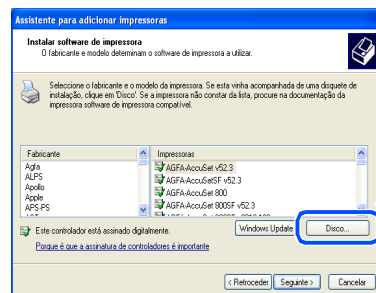 Assistente para adicionar impressoras
Instalar software de impressora
O fabricante e modelo determinam o software de impressora a utilizar.
Seleccione o fabricante e o modelo da impressora. Se esta vinha acompanhada de uma disquete de
instalação, clique em 'Disco'. Se a impressora não constar da lista, procure na documentação da
impressora software de impressora compatível.
Fabricante
Agfa
ALPS
Apollo
Apple
APS-PS
Impressoras
AGFA-AccuSet v52.3
AGFA-AccuSetSF v52.3
AGFA-AccuSet 800
AGFA-AccuSet 800SF v52.3
Este controlador está assinado digitalmente.
Porque é que a assinatura de controladores é importante
Windows Update
Disco...
< Retroceder
Seguinte >
Cancelar